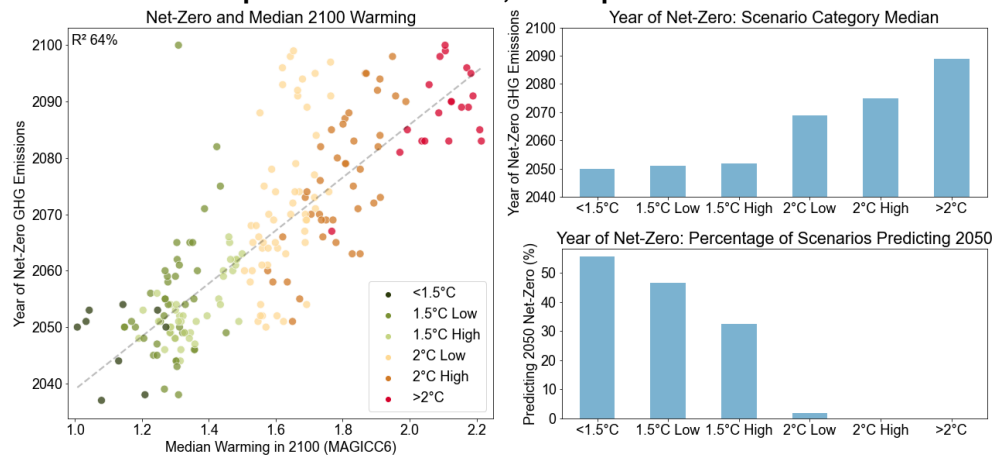 Net-Zero and Median 2100 Warming
R² 64%
Year of Net-Zero GHG Emissions
2100
2090
2080
2070
2060
2050
2040
1.0 1.2 1.4 1.6 1.8 2.0 2.2
Median Warming in 2100 (MAGICC6)
<1.5°C
1.5°C Low
1.5°C High
2°C Low
2°C High
>2°C
Year of Net-Zero: Scenario Category Median
Year of Net-Zero GHG Emissions
2100
2090
2080
2070
2060
2050
2040
<1.5°C 1.5°C Low 1.5°C High 2°C Low 2°C High >2°C
Year of Net-Zero: Percentage of Scenarios Predicting 2050
Predicting 2050 Net-Zero (%)
50
40
30
20
10
0
<1.5°C 1.5°C Low 1.5°C High 2°C Low 2°C High >2°C